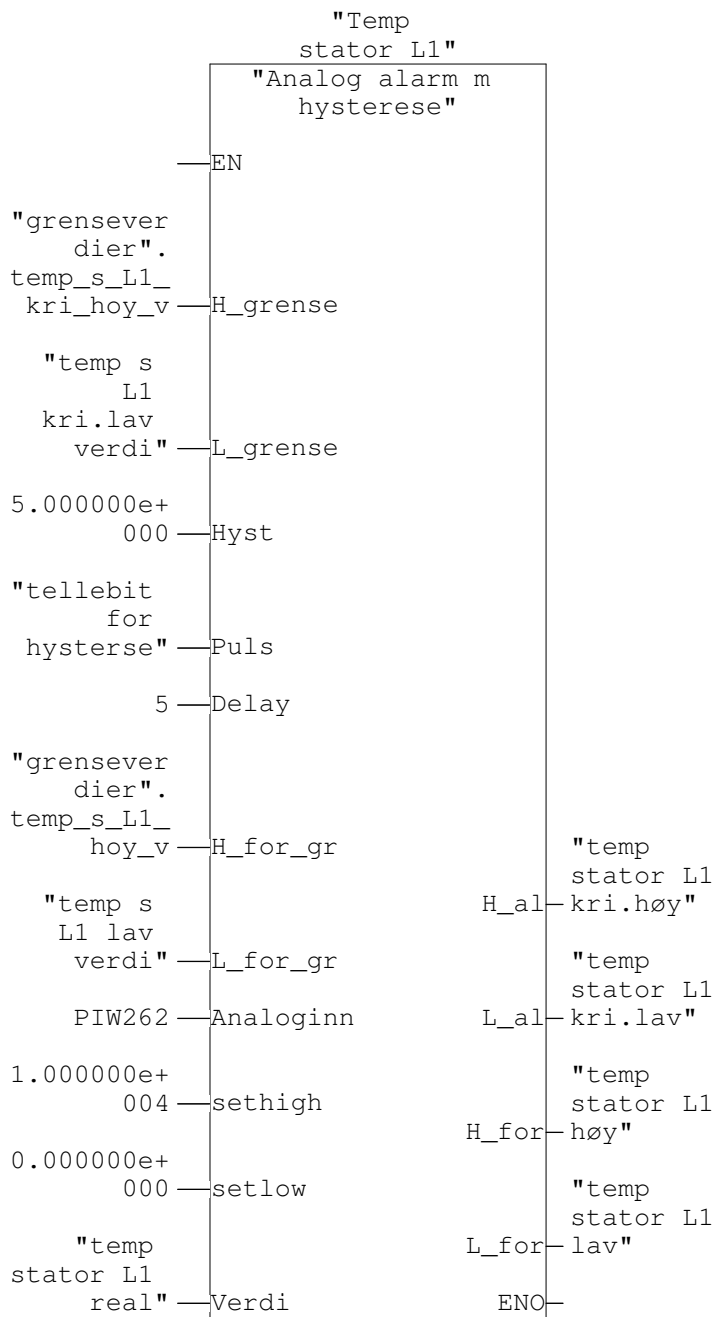 "Temp
stator L1"
"Analog alarm m
hysterese"
EN
"grensever
dier".
temp_s_L1_
kri_hoy_v H_grense
"temp s
L1
kri.lav
verdi" L_grense
5.000000e+
000 Hyst
"tellebit
for
hysterse" Puls
5 Delay
"grensever
dier".
temp_s_L1_
hoy_v H_for_gr
"temp s
L1 lav
verdi" L_for_gr
PIW262 Analoginn
1.000000e+
004 sethigh
0.000000e+
000 setlow
"temp
stator L1
real" Verdi
"temp
stator L1
H_al kri.høy"
"temp
stator L1
L_al kri.lav"
"temp
stator L1
H_for høy"
"temp
stator L1
L_for lav"
ENO